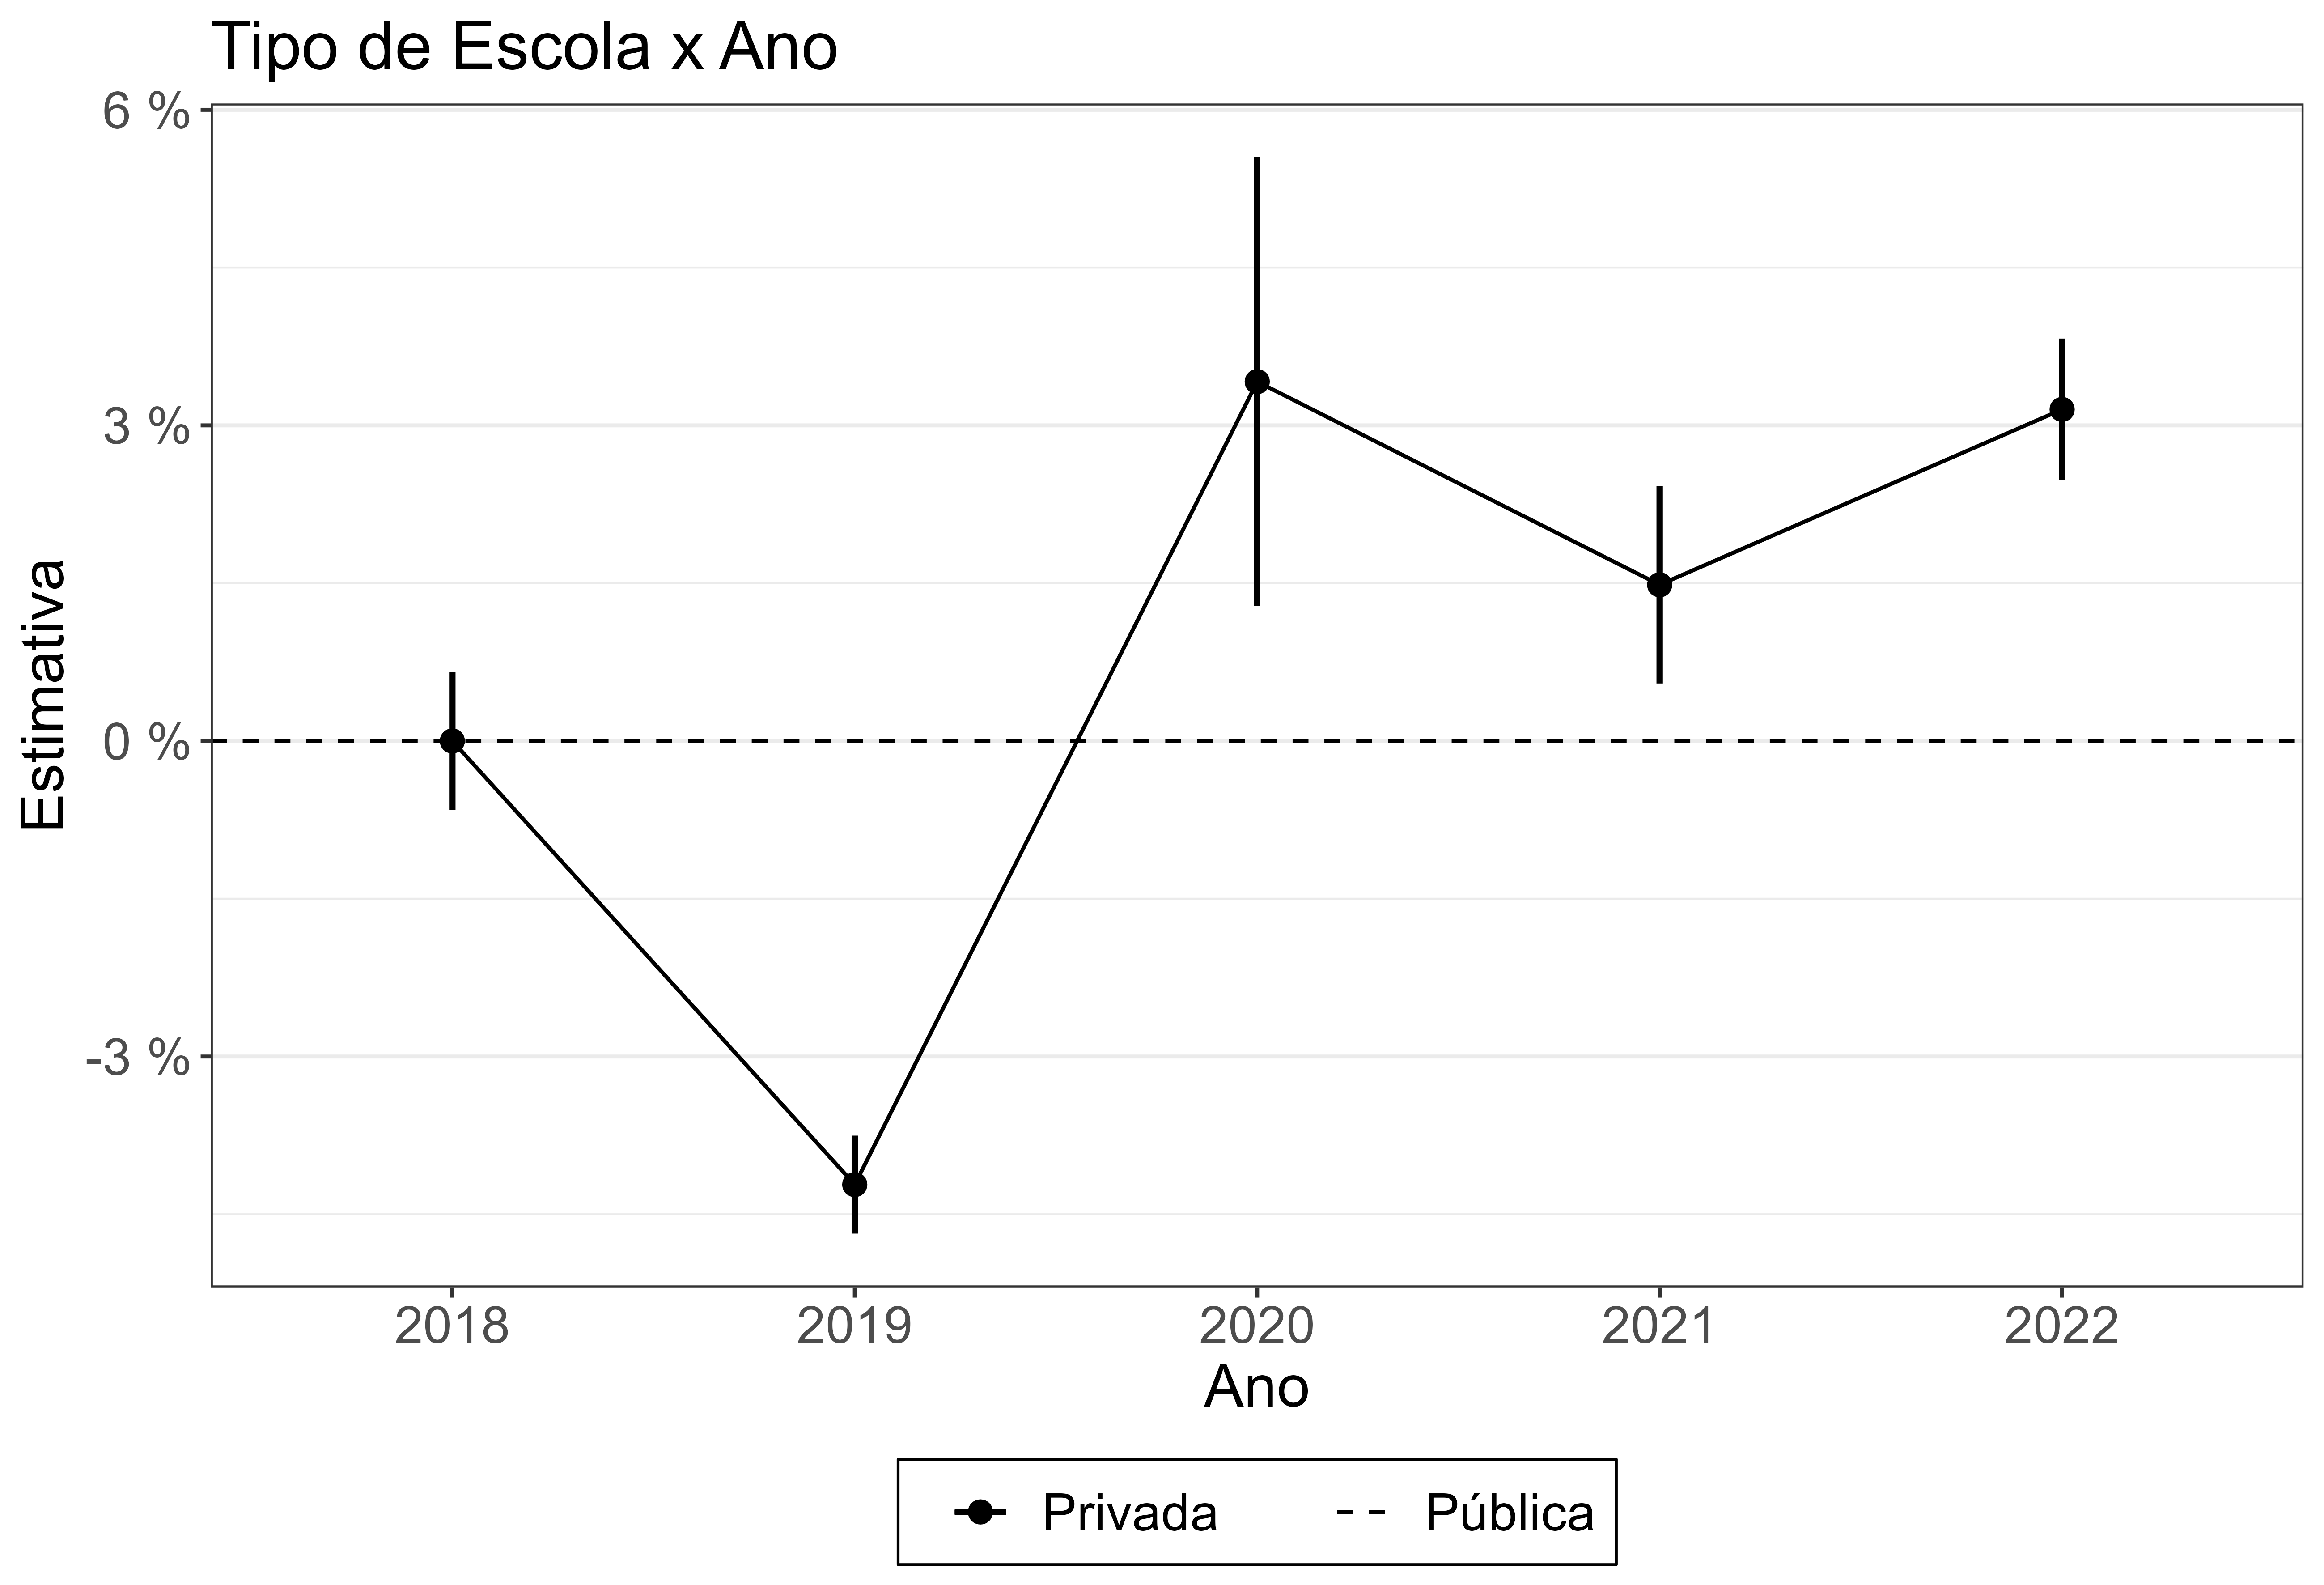 Tipo de Escola x Ano
6 %
3 %
0 %
-3 %
Estimativa
2018 2019 2020 2021 2022
Ano
Privada Pública